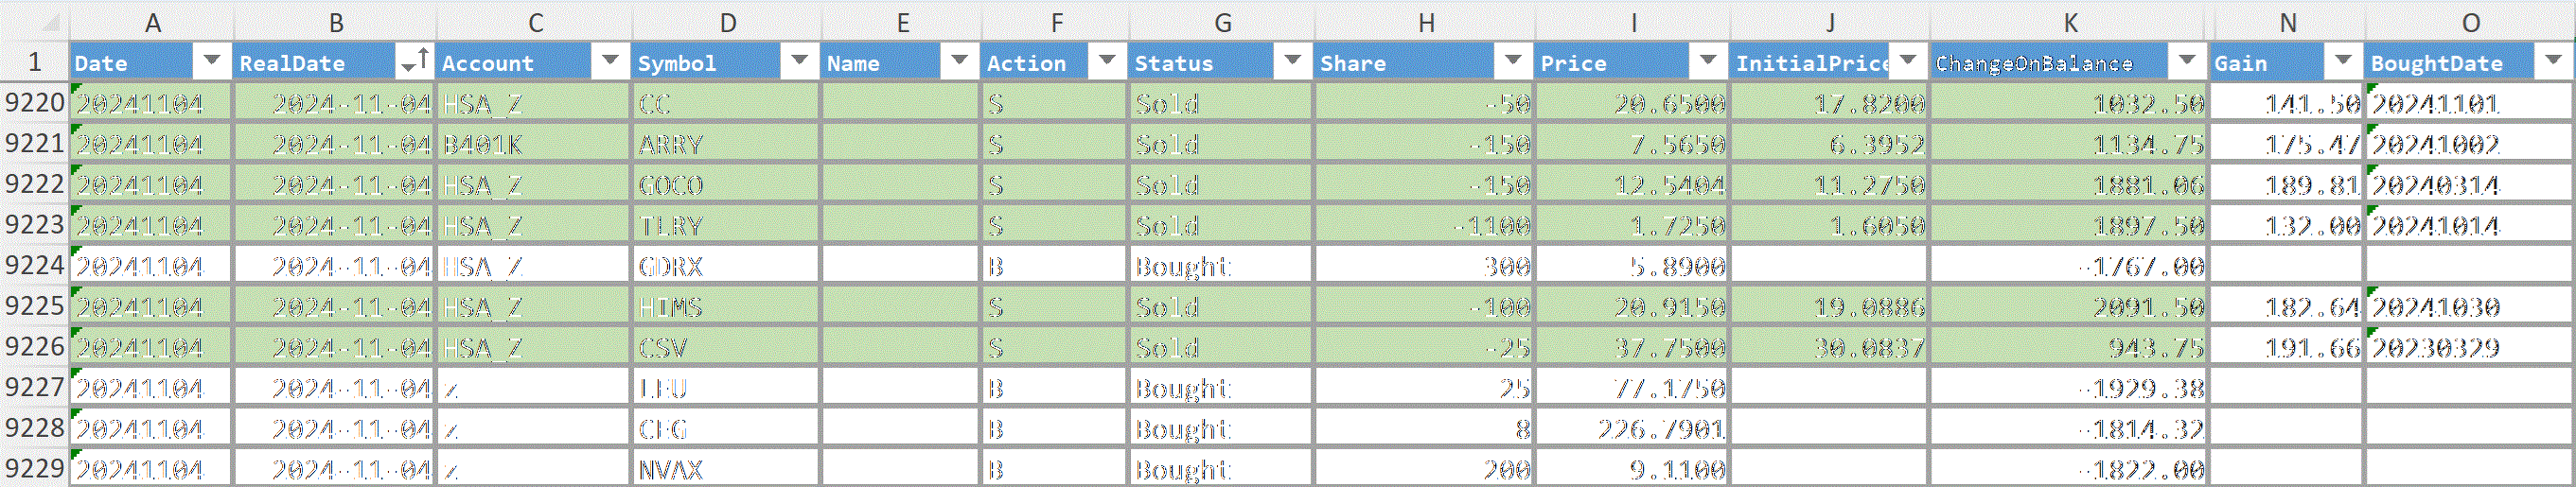 A B C D E F G H I J K N O
1 Date RealDate Account Symbol Name Action Status Share Price InitialPrice ChangeOnBalance Gain BoughtDate
9220 20241104 2024-11-04 HSA_Z CC S Sold -50 20.6500 17.8200 1032.50 141.50 20241101
9221 20241104 2024-11-04 B401K ARRY S Sold -150 7.5650 6.3952 1134.75 175.47 20241002
9222 20241104 2024-11-04 HSA_Z GOCO S Sold -150 12.5404 11.2750 1881.06 189.81 20240314
9223 20241104 2024-11-04 HSA_Z TLRY S Sold -1100 1.7250 1.6050 1897.50 132.00 20241014
9224 20241104 2024-11-04 HSA_Z GDRX B Bought 300 5.8900 -1767.00
9225 20241104 2024-11-04 HSA_Z HIMS S Sold -100 20.9150 19.0886 2091.50 182.64 20241030
9226 20241104 2024-11-04 HSA_Z CSV S Sold -25 37.7500 30.0837 943.75 191.66 20230329
9227 20241104 2024-11-04 z LEU B Bought 25 77.1750 -1929.38
9228 20241104 2024-11-04 z CEG B Bought 8 226.7901 -1814.32
9229 20241104 2024-11-04 z NVAX B Bought 200 9.1100 -1822.00